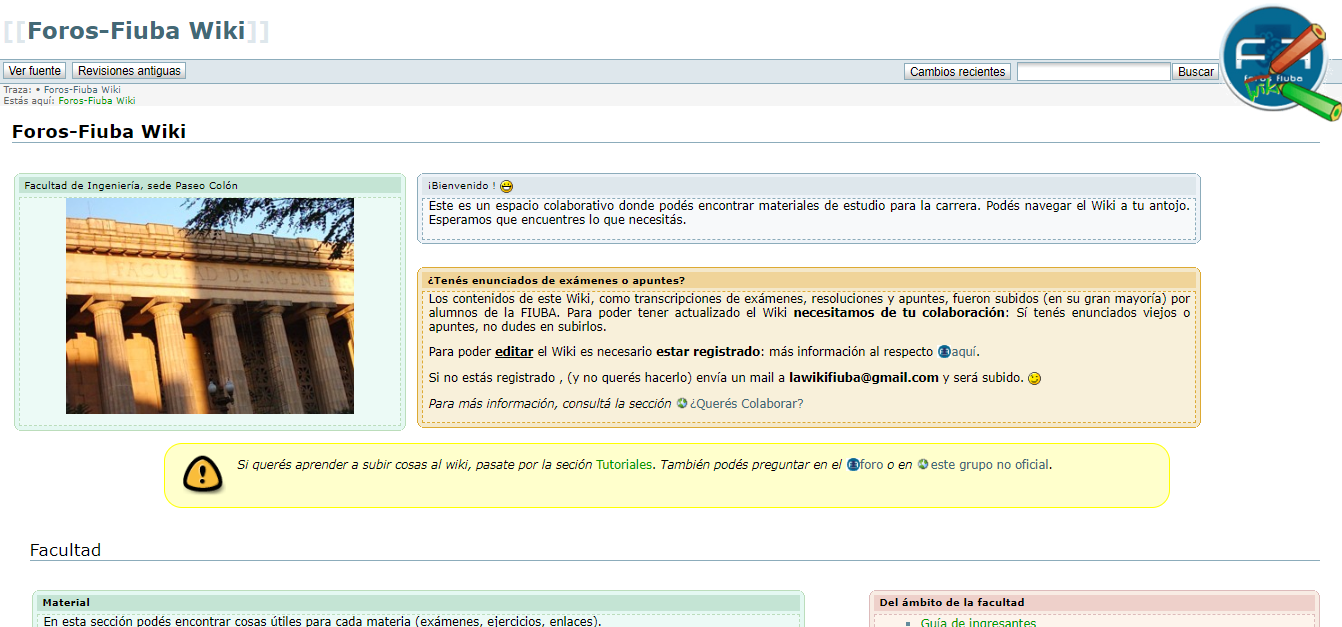 [[Foros-Fiuba Wiki]]
Ver fuente Revisiones antiguas Cambios recientes Buscar
Traza: • Foros-Fiuba Wiki
Estás aquí: Foros-Fiuba Wiki
Foros Fiuba
Wiki
Foros-Fiuba Wiki
Facultad de Ingeniería, sede Paseo Colón
FACULTAD DE INGENIER
¡Bienvenido !
Este es un espacio colaborativo donde podés encontrar materiales de estudio para la carrera. Podés navegar el Wiki a tu antojo.
Esperamos que encuentres lo que necesitás.
¿Tenés enunciados de exámenes o apuntes?
Los contenidos de este Wiki, como transcripciones de exámenes, resoluciones y apuntes, fueron subidos (en su gran mayoría) por
alumnos de la FIUBA. Para poder tener actualizado el Wiki necesitamos de tu colaboración: Sí tenés enunciados viejos o
apuntes, no dudes en subirlos.
Para poder editar el Wiki es necesario estar registrado: más información al respecto aquí.
Si no estás registrado , (y no querés hacerlo) envía un mail a lawikifiuba@gmail.com y será subido.
Para más información, consultá la sección ¿Querés Colaborar?
Si querés aprender a subir cosas al wiki, pasate por la seción Tutoriales. También podés preguntar en el foro o en este grupo no oficial.
Facultad
Material
En esta sección podés encontrar cosas útiles para cada materia (exámenes, ejercicios, enlaces).
Del ámbito de la facultad
Guía de ingresantes